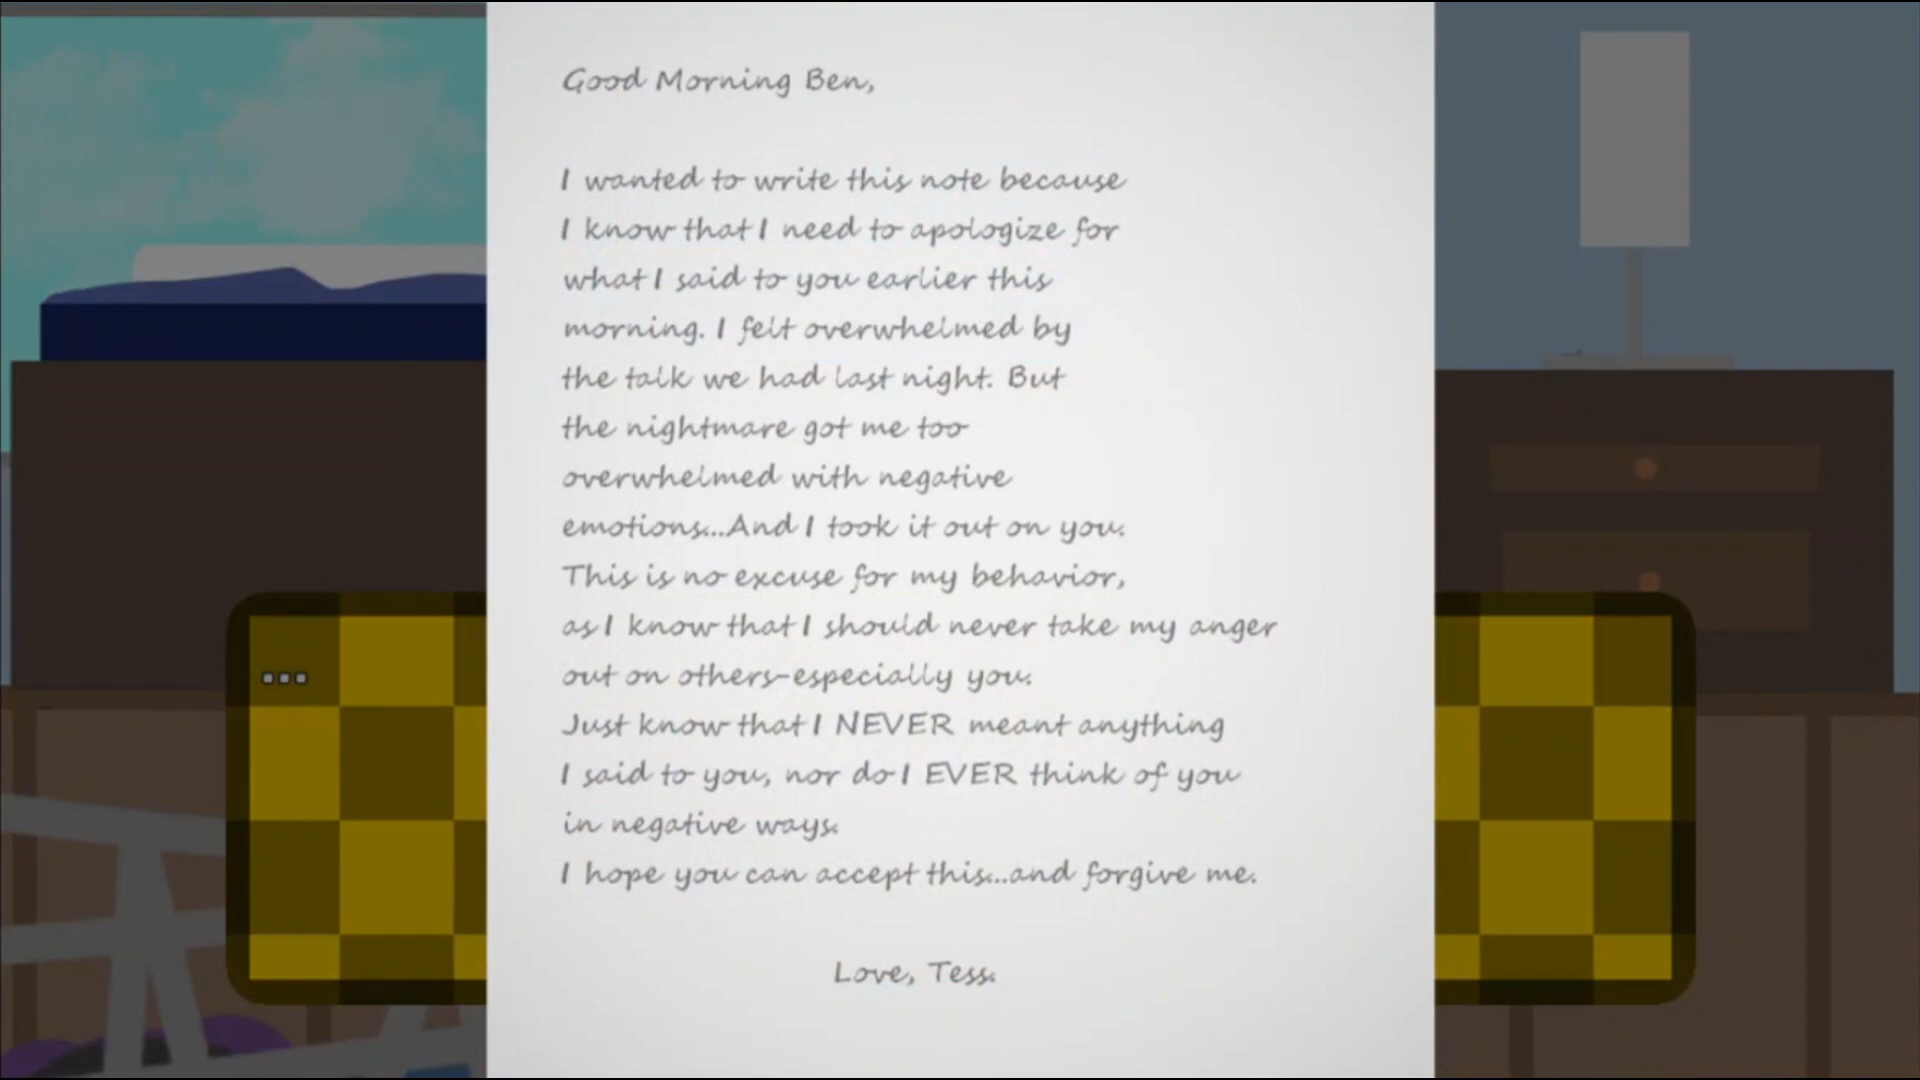 Good Morning Ben,
I wanted to write this note because
I know that I need to apologize for
what I said to you earlier this
morning. I felt overwhelmed by
the talk we had last night. But
the nightmare got me too
overwhelmed with negative
emotions...And I took it out on you.
This is no excuse for my behavior,
as I know that I should never take my anger
out on others-especially you.
Just know that I NEVER meant anything
I said to you, nor do I EVER think of you
in negative ways.
I hope you can accept this...and forgive me.
Love, Tess.
...